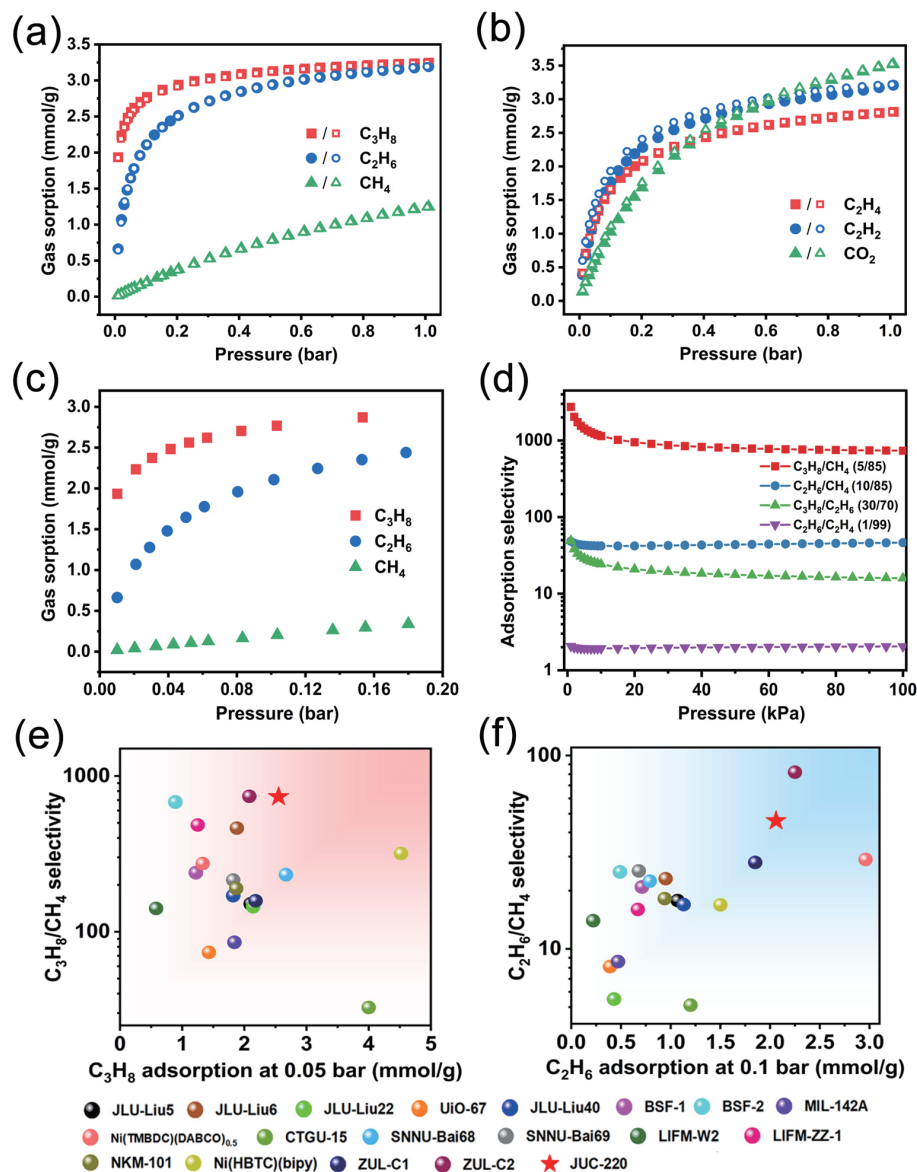 (a)
3.5
3.0
2.5
2.0
1.5
1.0
0.5
0.0
Gas sorption (mmol/g)
/ C₃H₈
/ C₂H₆
/ CH₄
0.0 0.2 0.4 0.6 0.8 1.0
Pressure (bar)
(b)
3.5
3.0
2.5
2.0
1.5
1.0
0.5
0.0
Gas sorption (mmol/g)
/ C₂H₄
/ C₂H₂
/ CO₂
0.0 0.2 0.4 0.6 0.8 1.0
Pressure (bar)
(c)
3.0
2.5
2.0
1.5
1.0
0.5
0.0
Gas sorption (mmol/g)
C₃H₈
C₂H₆
CH₄
0.00 0.04 0.08 0.12 0.16 0.20
Pressure (bar)
(d)
1000
100
10
1
Adsorption selectivity
C₃H₈/CH₄ (5/85)
C₂H₆/CH₄ (10/85)
C₃H₈/C₂H₆ (30/70)
C₂H₆/C₂H₄ (1/99)
0 20 40 60 80 100
Pressure (kPa)
(e)
1000
100
C₃H₈/CH₄ selectivity
0 1 2 3 4 5
C₃H₈ adsorption at 0.05 bar (mmol/g)
(f)
100
10
C₂H₆/CH₄ selectivity
0.0 0.5 1.0 1.5 2.0 2.5 3.0
C₂H₆ adsorption at 0.1 bar (mmol/g)
JLU-Liu5 JLU-Liu6 JLU-Liu22 UiO-67 JLU-Liu40 BSF-1 BSF-2 MIL-142A
Ni(TMBDC)(DABCO)₀.₅ CTGU-15 SNNU-Bai68 SNNU-Bai69 LIFM-W2 LIFM-ZZ-1
NKM-101 Ni(HBTC)(bipy) ZUL-C1 ZUL-C2 JUC-220